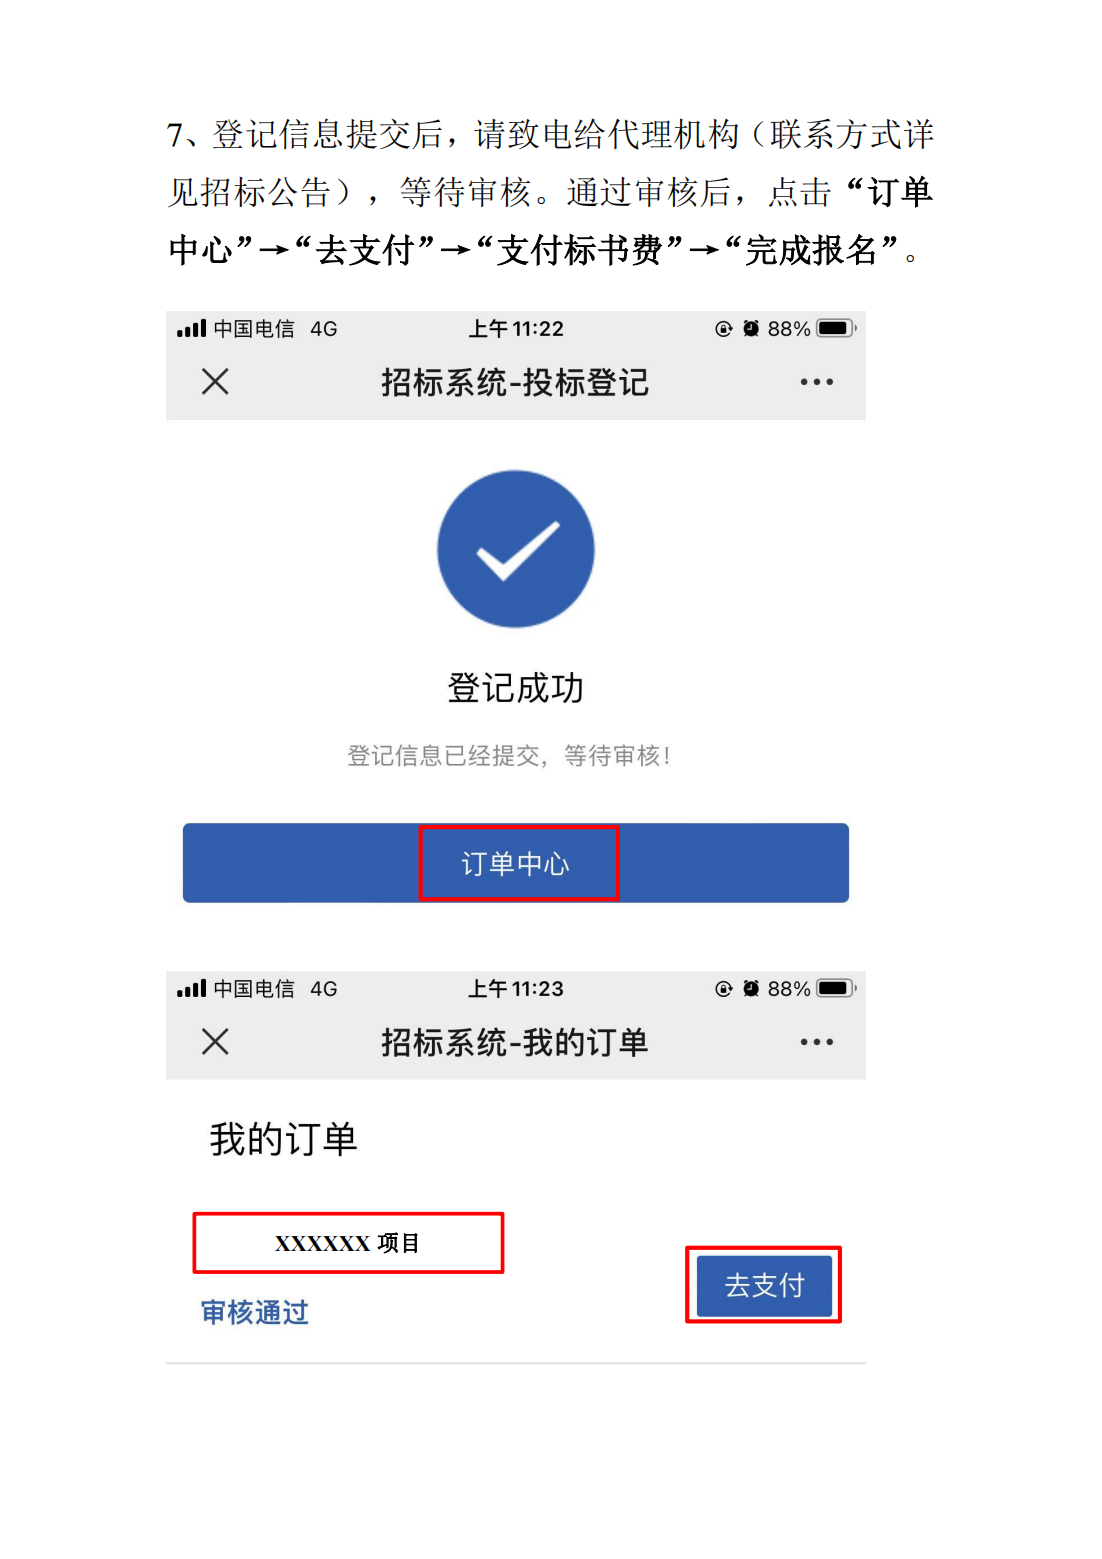 7、登记信息提交后，请致电给代理机构（联系方式详
见招标公告），等待审核。通过审核后，点击“订单
中心”→“去支付”→“支付标书费”→“完成报名”。
中国电信 4G 上午11:22 88%
招标系统-投标登记
登记成功
登记信息已经提交，等待审核！
订单中心
中国电信 4G 上午11:23 88%
招标系统-我的订单
我的订单
XXXXXX 项目
去支付
审核通过